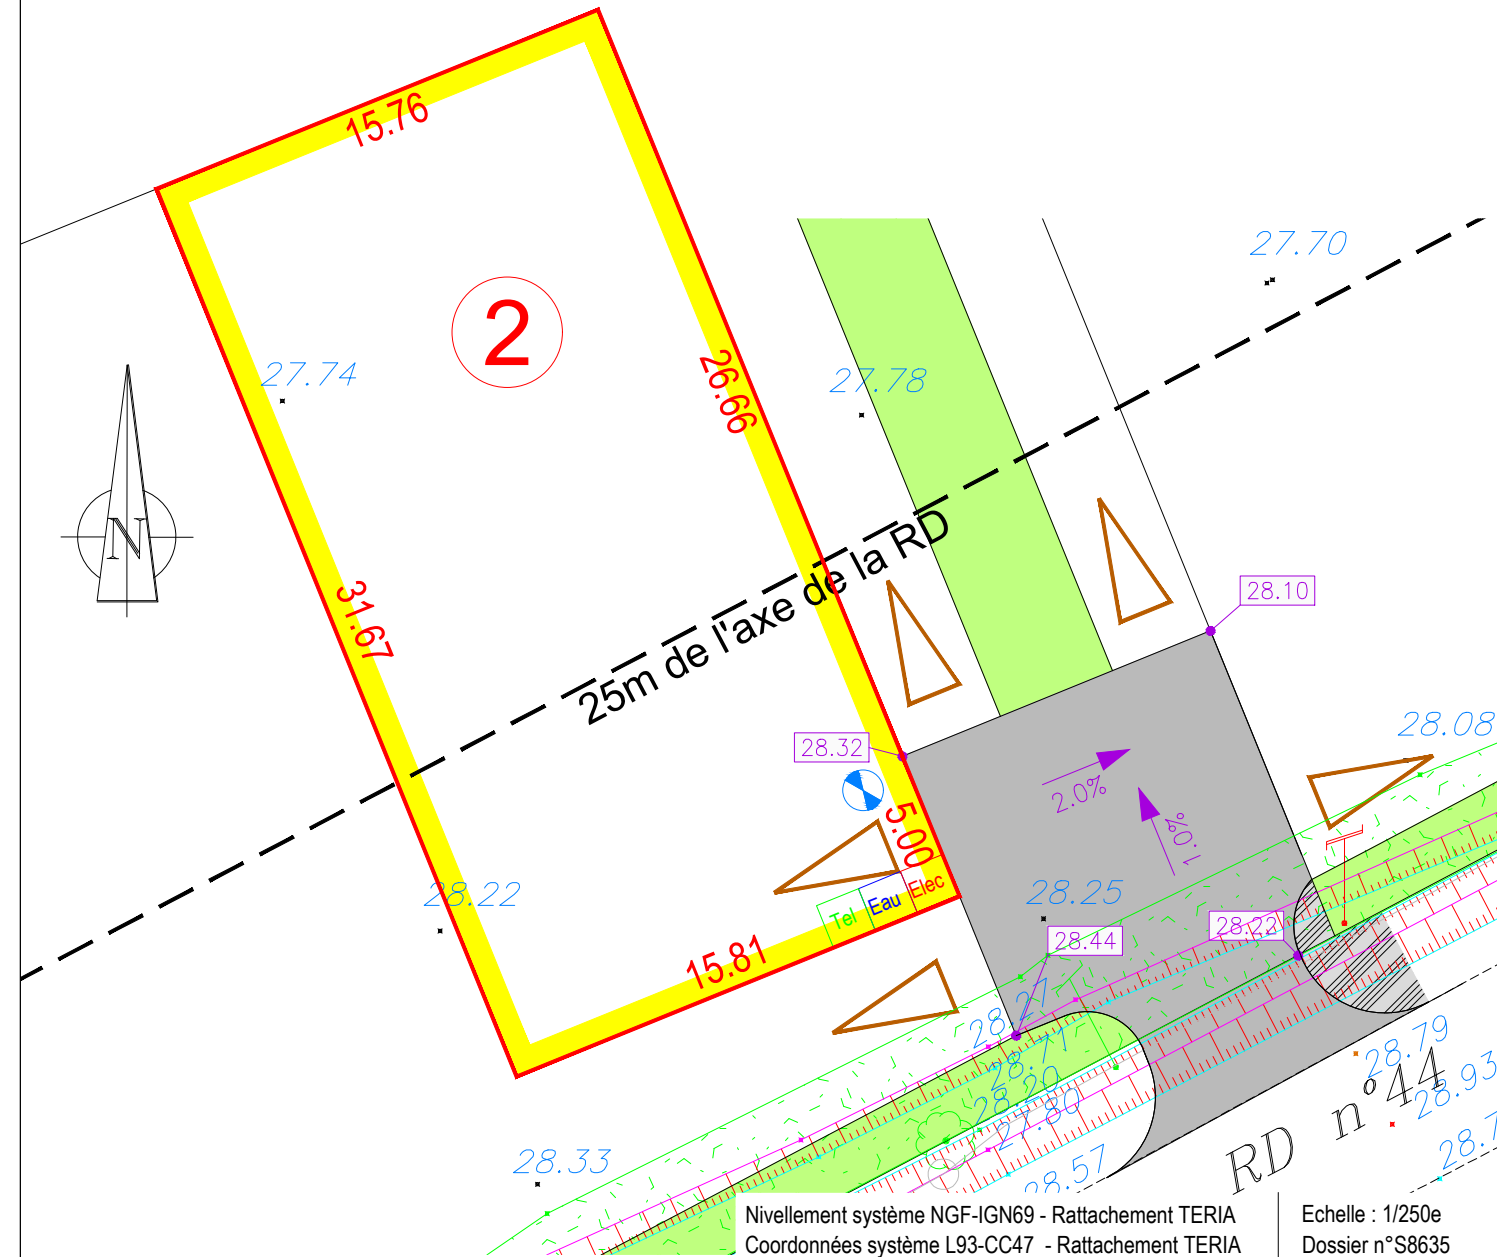 15.76
2
27.70
27.74
27.78
26.66
N
25m de l'axe de la RD
31.67
28.10
28.32
28.08
2.0%
1.0%
5.00
28.22
Tel
Eau
Elec
28.25
28.44
28.22
15.81
28.27
28.71
28.20
27.80
28.79
28.93
28.33
28.57
28.7
RD n°44
Nivellement système NGF-IGN69 - Rattachement TERIA
Coordonnées système L93-CC47 - Rattachement TERIA
Echelle : 1/250e
Dossier n°S8635